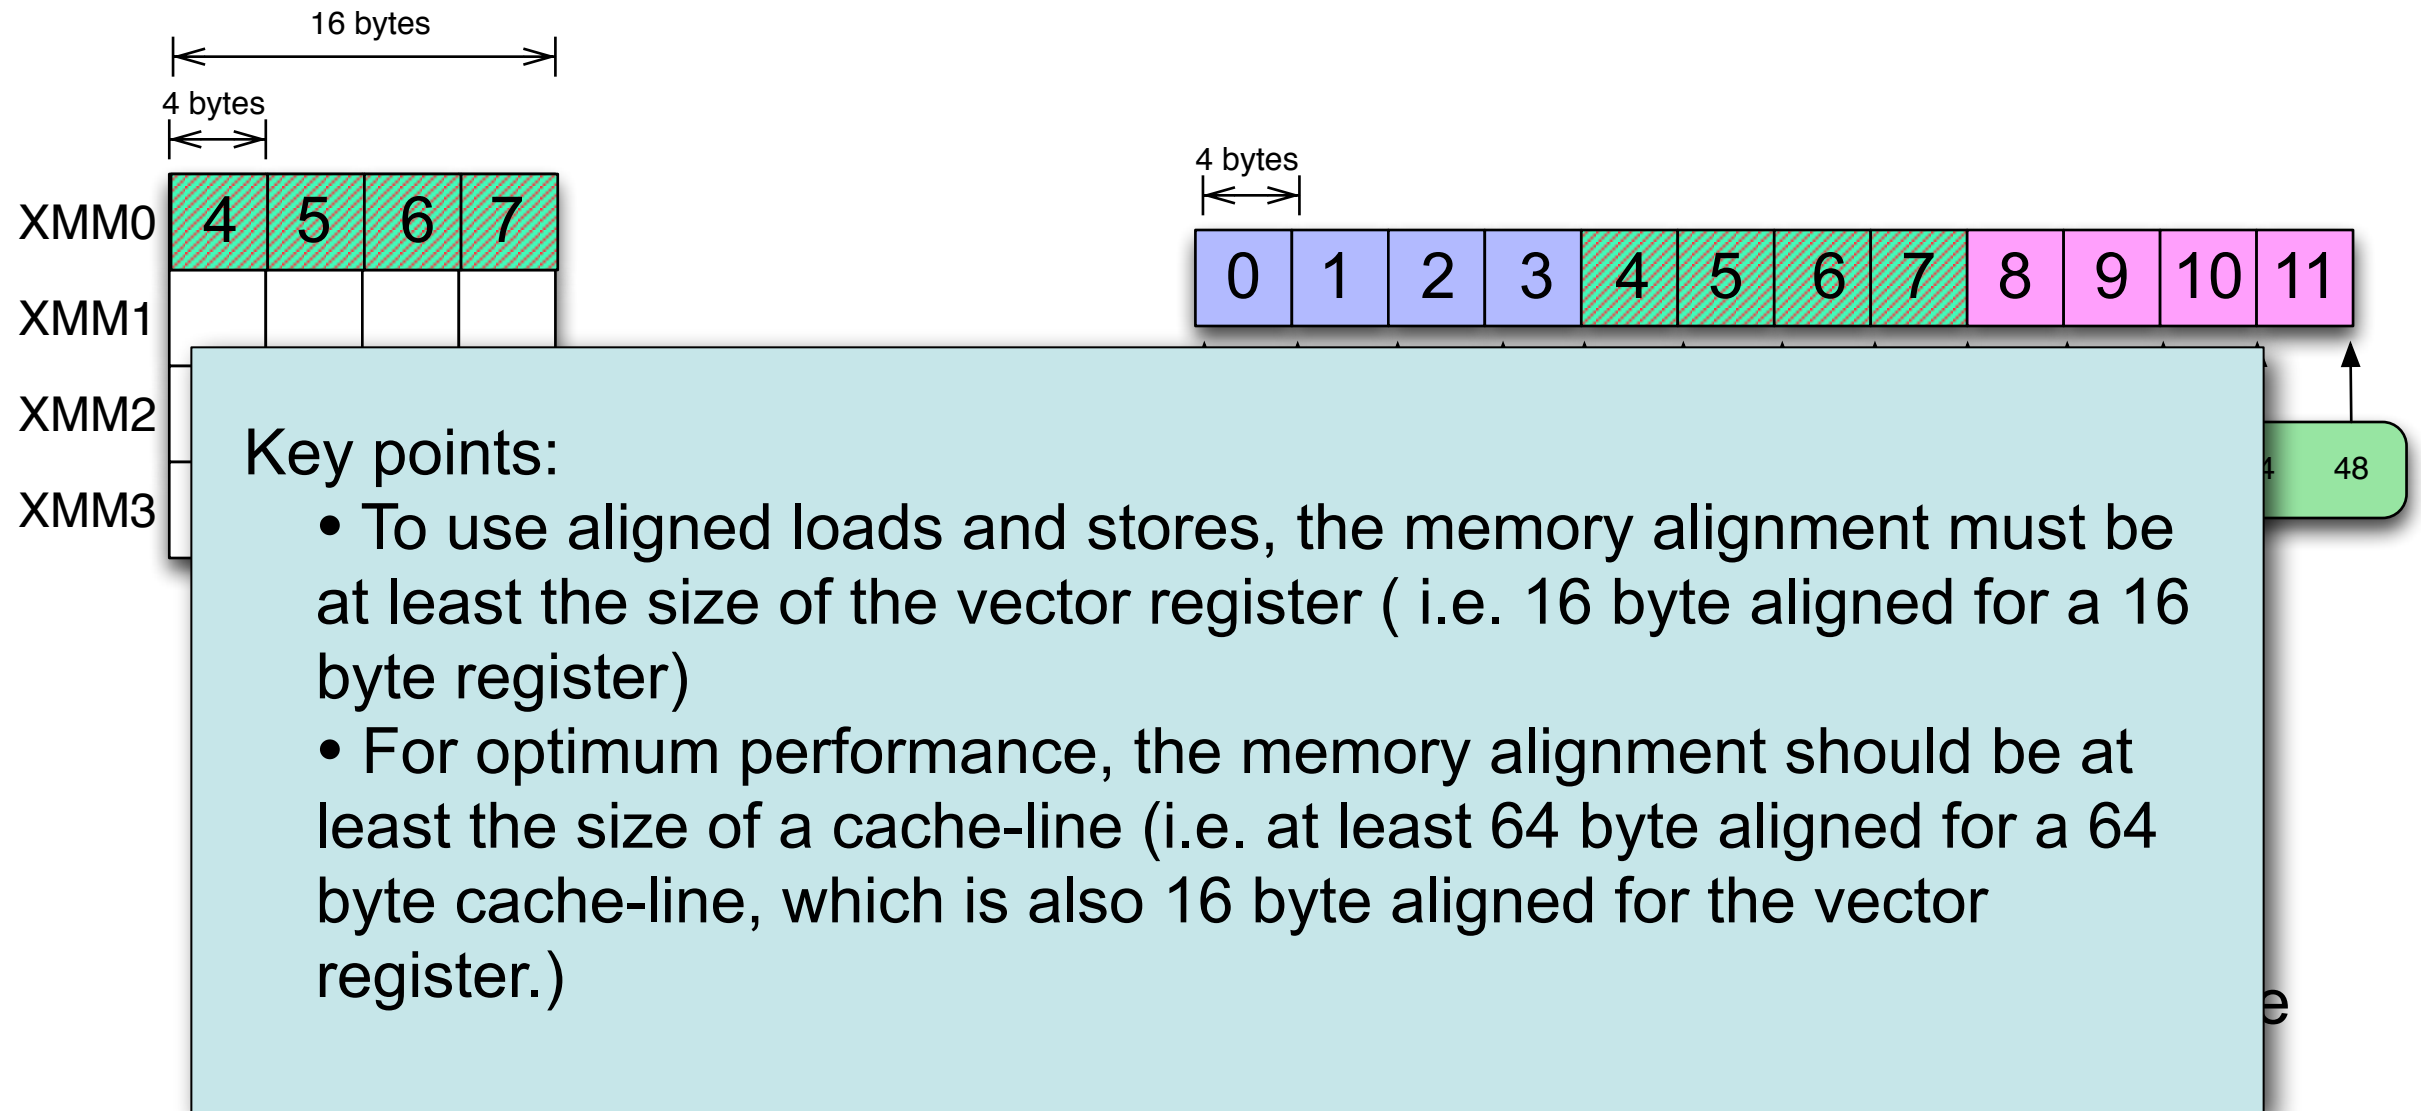 16 bytes
4 bytes
4 bytes
XMM0 4 5 6 7
0 1 2 3 4 5 6 7 8 9 10 11
XMM1
XMM2
XMM3
48
Key points:
• To use aligned loads and stores, the memory alignment must be
at least the size of the vector register ( i.e. 16 byte aligned for a 16
byte register)
• For optimum performance, the memory alignment should be at
least the size of a cache-line (i.e. at least 64 byte aligned for a 64
byte cache-line, which is also 16 byte aligned for the vector
register.)